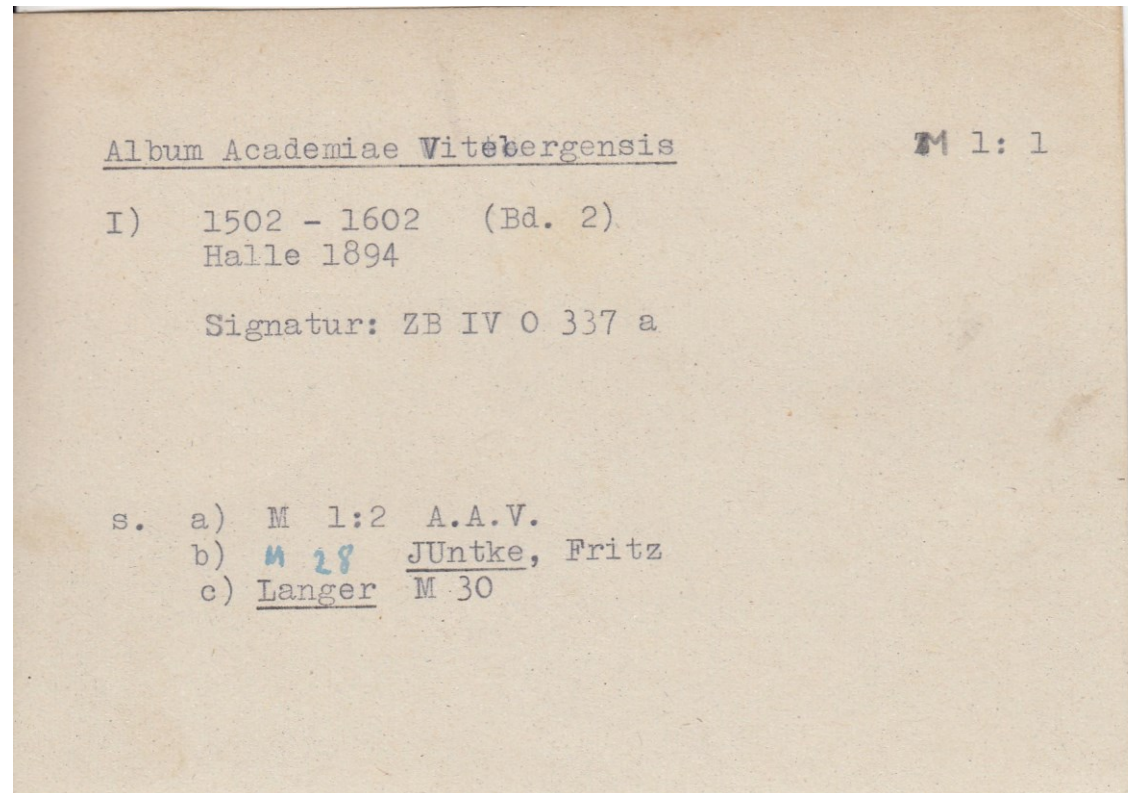 Album Academiae Vitebergensis M 1: 1
I) 1502 - 1602 (Bd. 2)
Halle 1894
Signatur: ZB IV O 337 a
s. a) M 1:2 A.A.V.
b) M 28 JUntke, Fritz
c) Langer M 30